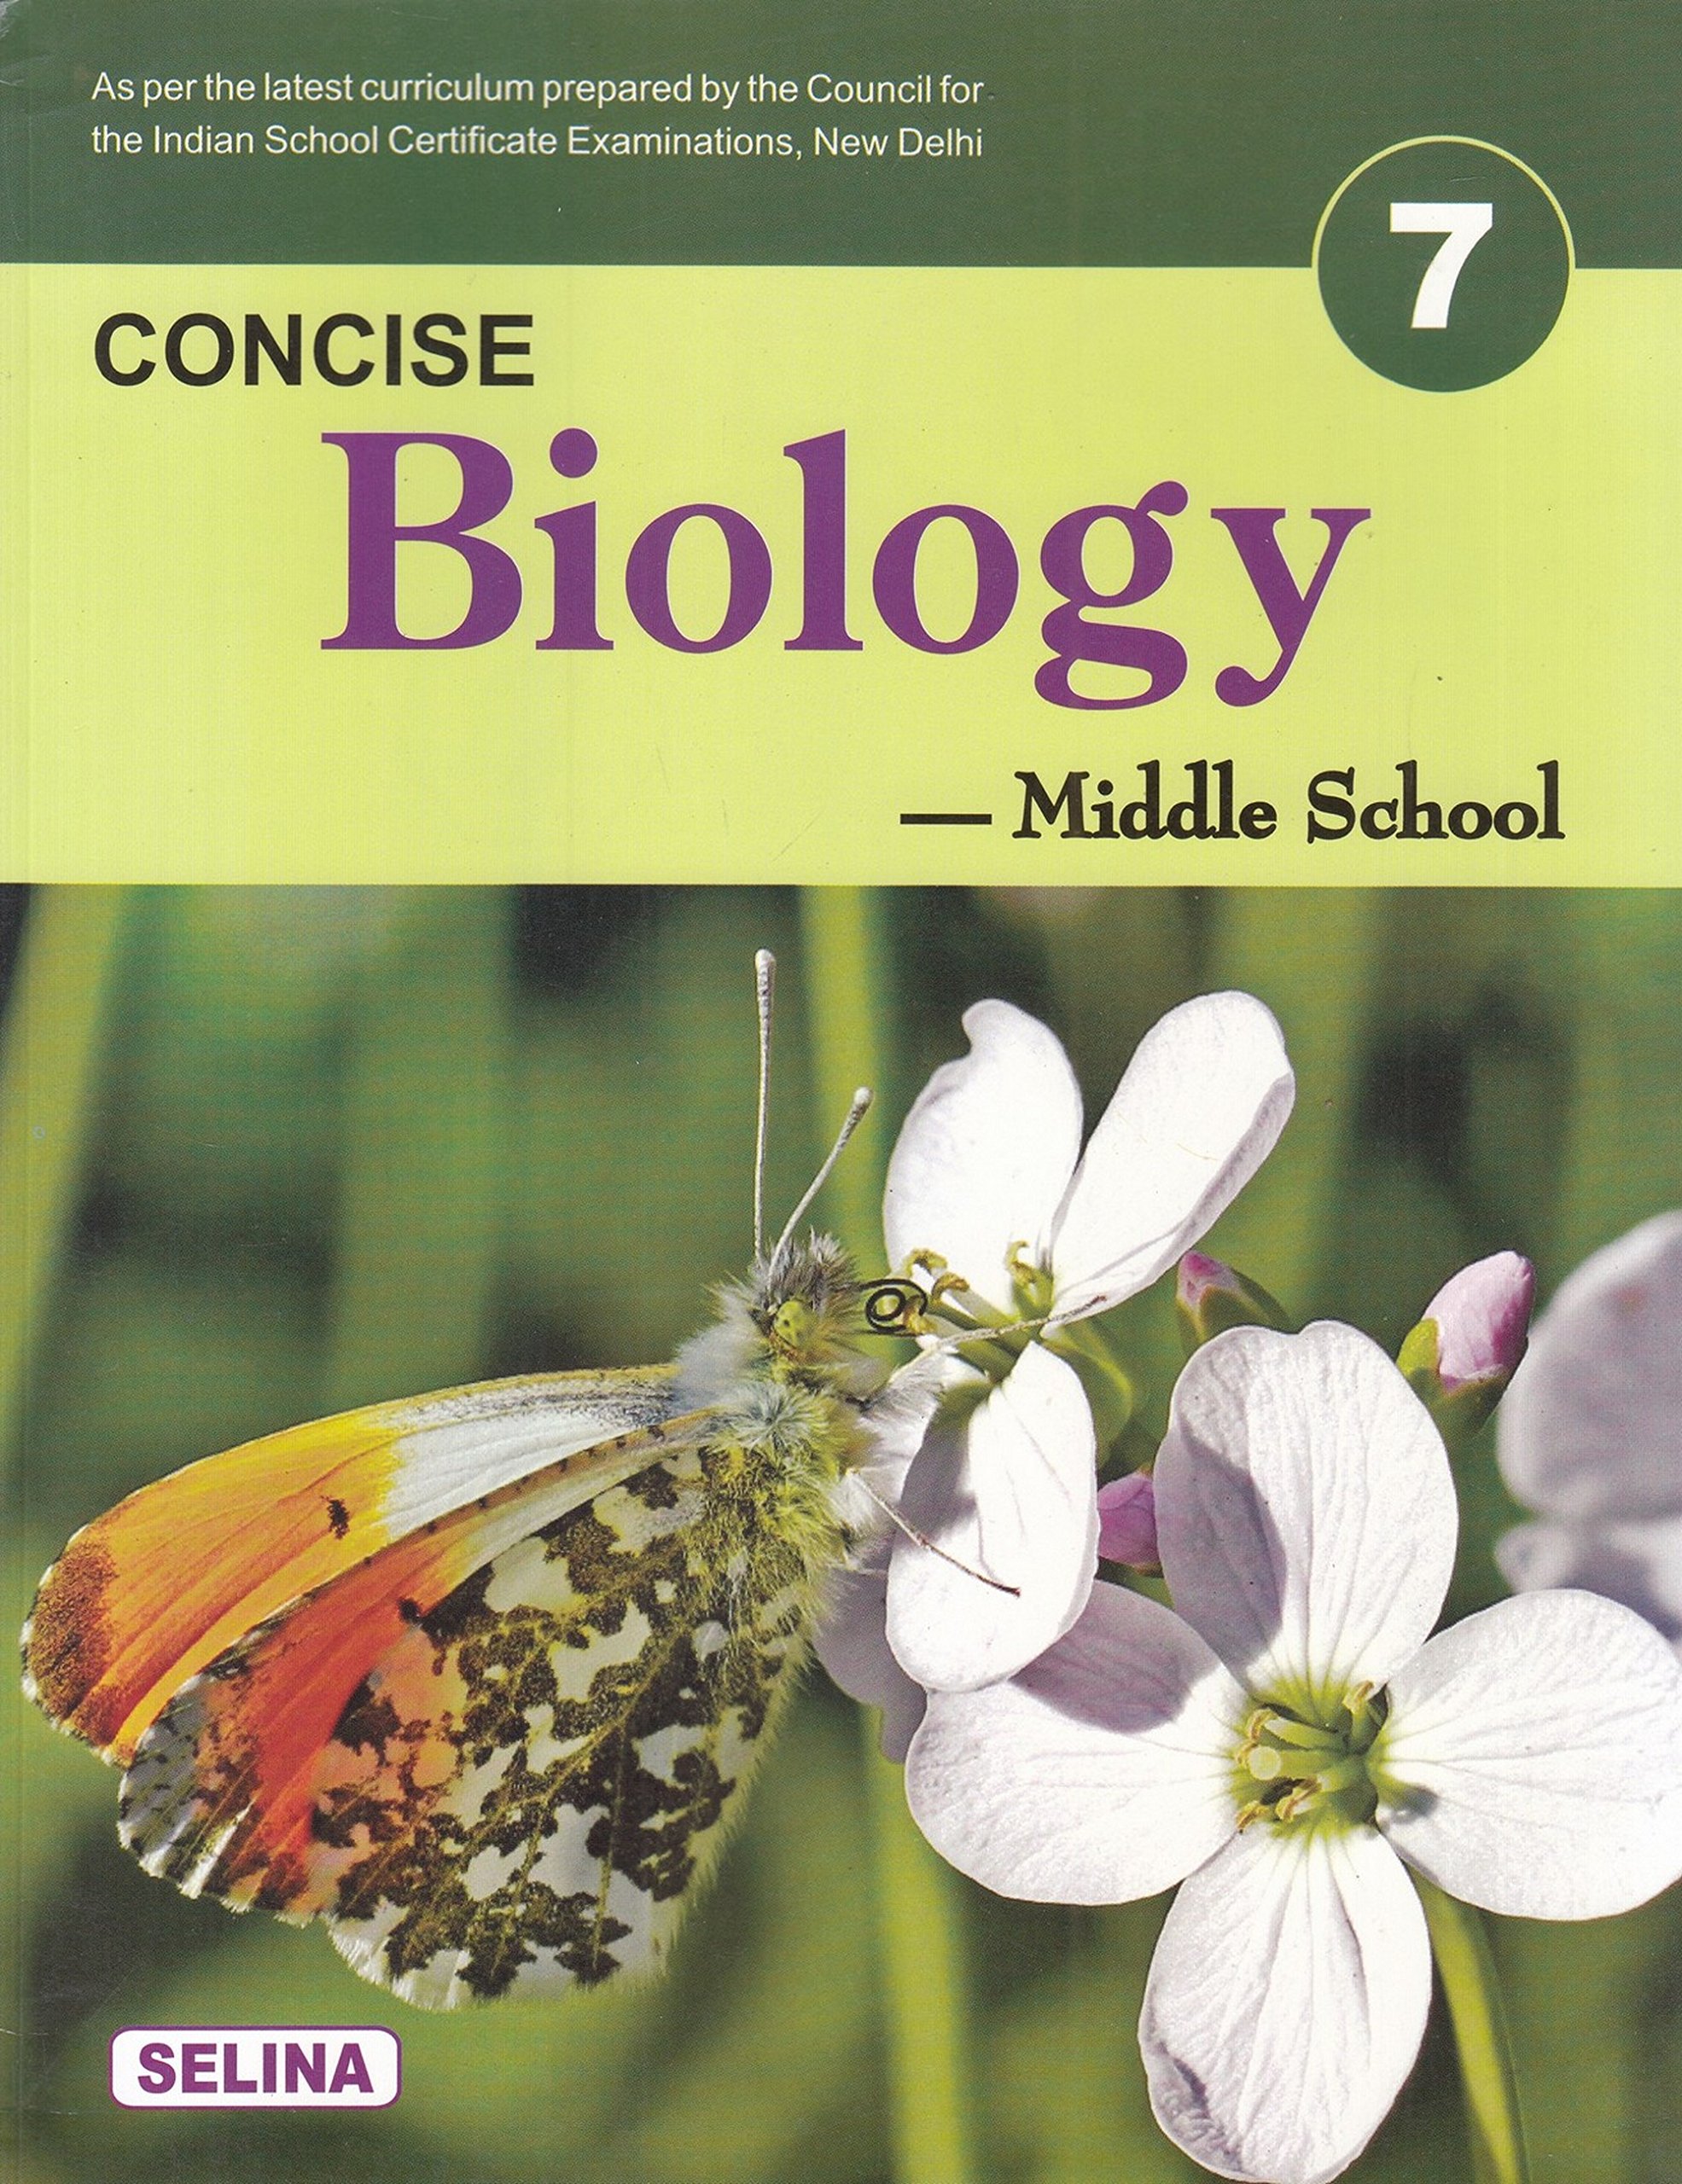 As per the latest curriculum prepared by the Council for
the Indian School Certificate Examinations, New Delhi
7
CONCISE
Biology
— Middle School
SELINA